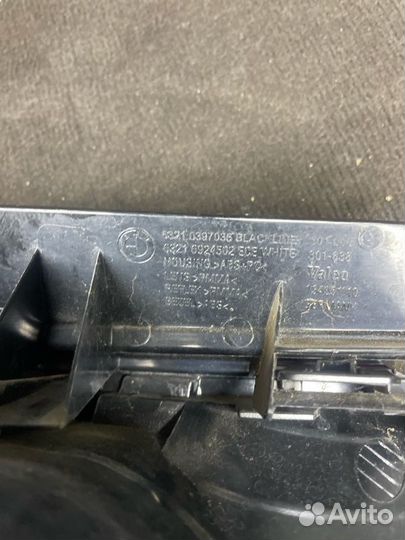 6321 0397036 BLACKLINE
6321 6924502 ECE WHITE
HOUSING >ABS+PC<
LENS >PMMA<
REFLEX >PMMA<
BEZEL >ABS<
301-838
Valeo
Avito